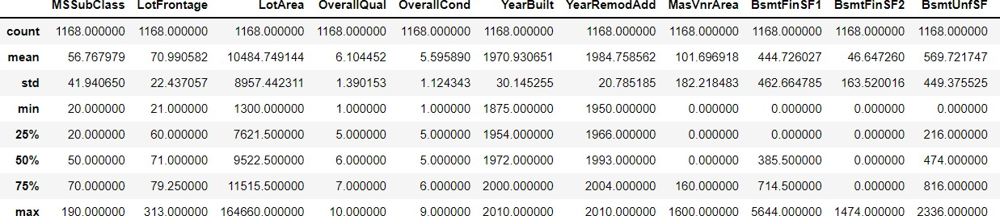 MSSubClass LotFrontage LotArea OverallQual OverallCond YearBuilt YearRemodAdd MasVnrArea BsmtFinSF1 BsmtFinSF2 BsmtUnfSF
count 1168.000000 1168.000000 1168.000000 1168.000000 1168.000000 1168.000000 1168.000000 1168.000000 1168.000000 1168.000000 1168.000000
mean 56.767979 70.990582 10484.749144 6.104452 5.595890 1970.930651 1984.758562 101.696918 444.726027 46.647260 569.721747
std 41.940650 22.437057 8957.442311 1.390153 1.124343 30.145255 20.785185 182.218483 462.664785 163.520016 449.375525
min 20.000000 21.000000 1300.000000 1.000000 1.000000 1875.000000 1950.000000 0.000000 0.000000 0.000000 0.000000
25% 20.000000 60.000000 7621.500000 5.000000 5.000000 1954.000000 1966.000000 0.000000 0.000000 0.000000 216.000000
50% 50.000000 71.000000 9522.500000 6.000000 5.000000 1972.000000 1993.000000 0.000000 385.500000 0.000000 474.000000
75% 70.000000 79.250000 11515.500000 7.000000 6.000000 2000.000000 2004.000000 160.000000 714.500000 0.000000 816.000000
max 190.000000 313.000000 164660.000000 10.000000 9.000000 2010.000000 2010.000000 1600.000000 5644.000000 1474.000000 2336.000000